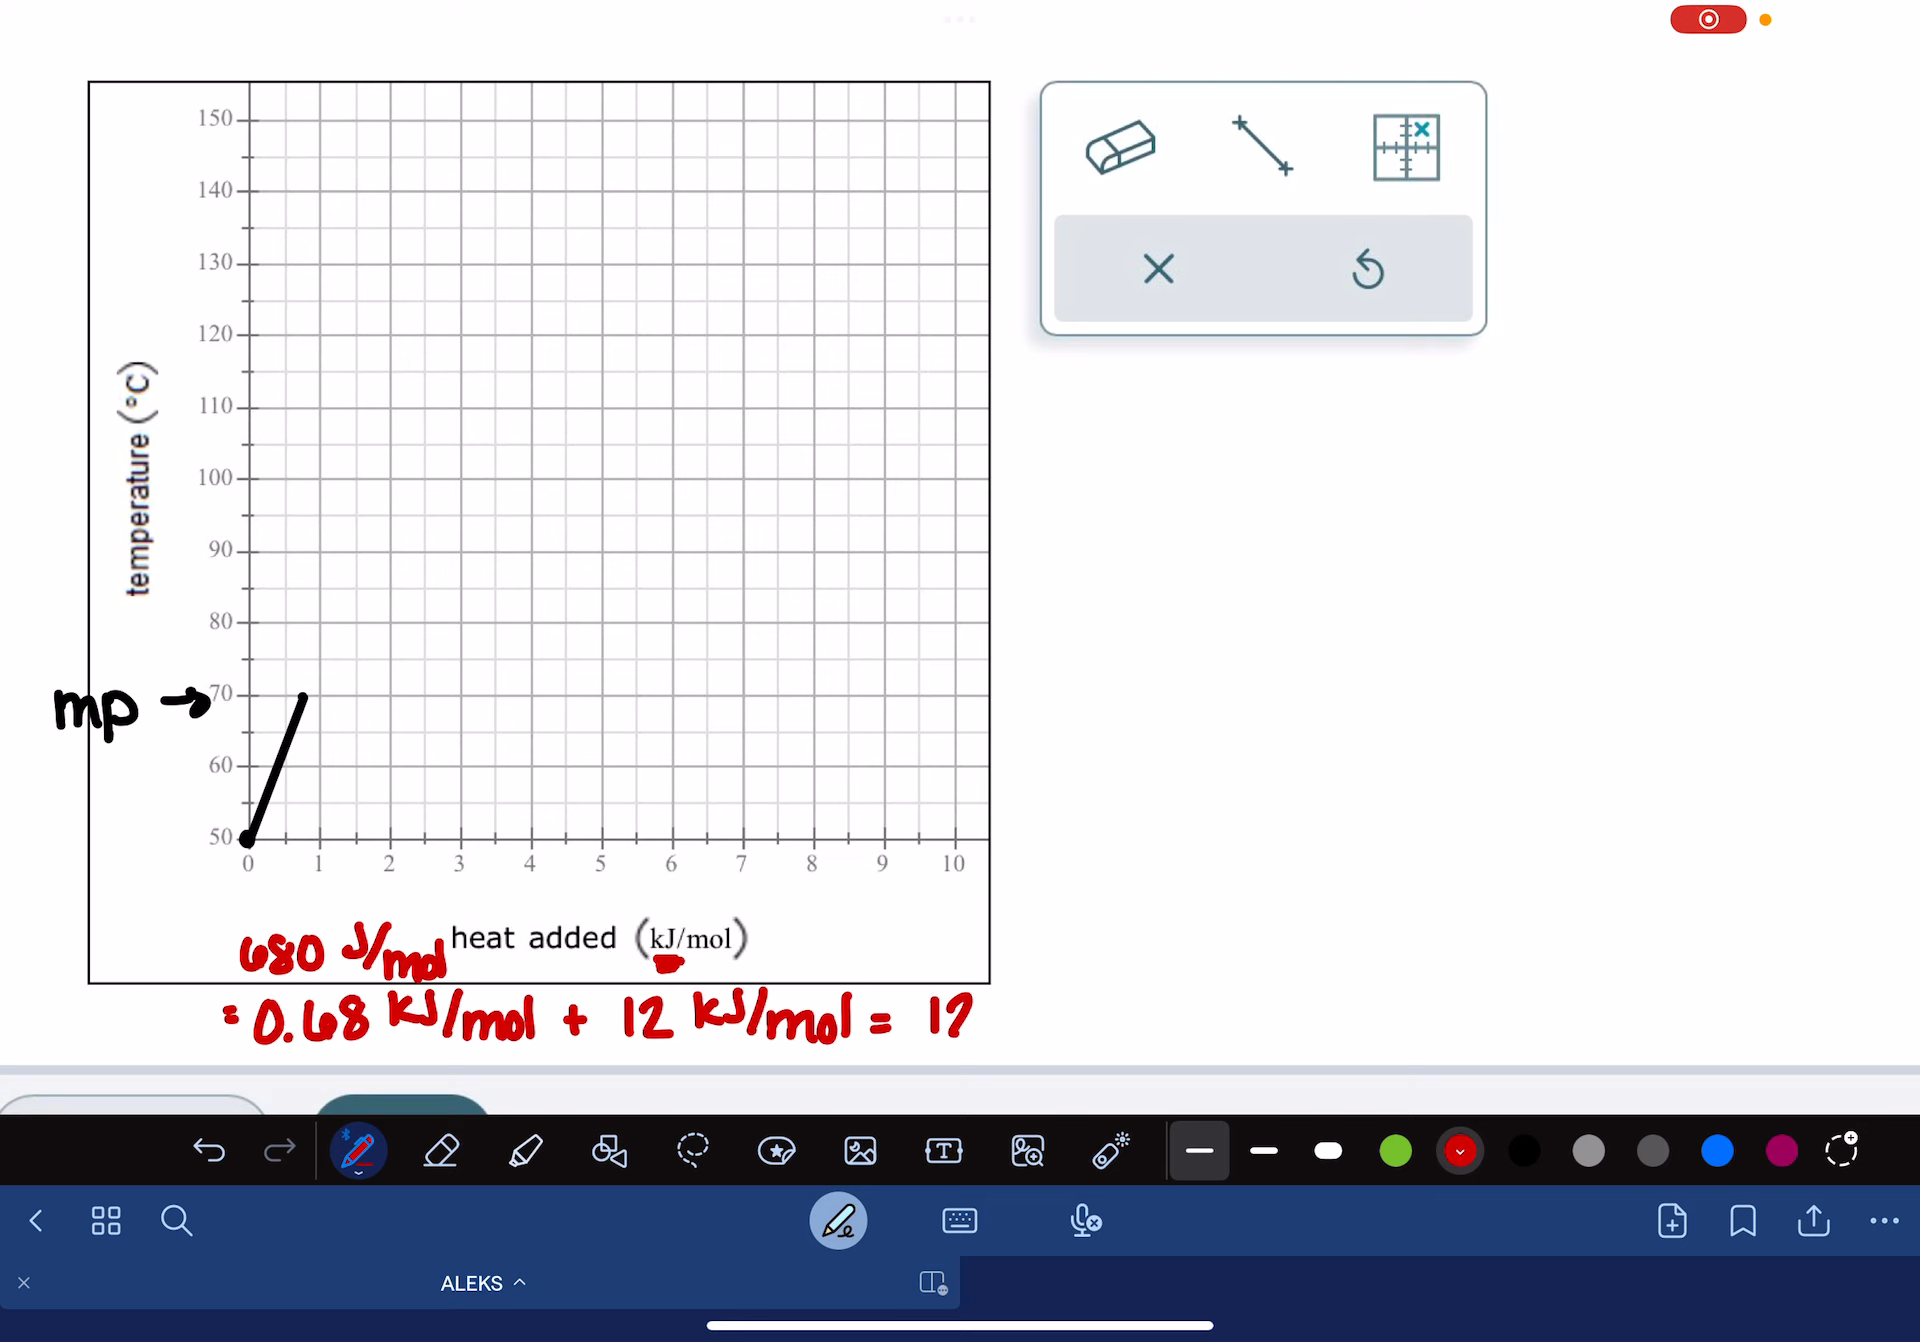 150
140
130
120
110
100
90
80
mp → 70
60
50
temperature (°C)
0 1 2 3 4 5 6 7 8 9 10
heat added (kJ/mol)
680 J/mol
= 0.68 kJ/mol + 12 kJ/mol = 12
ALEKS